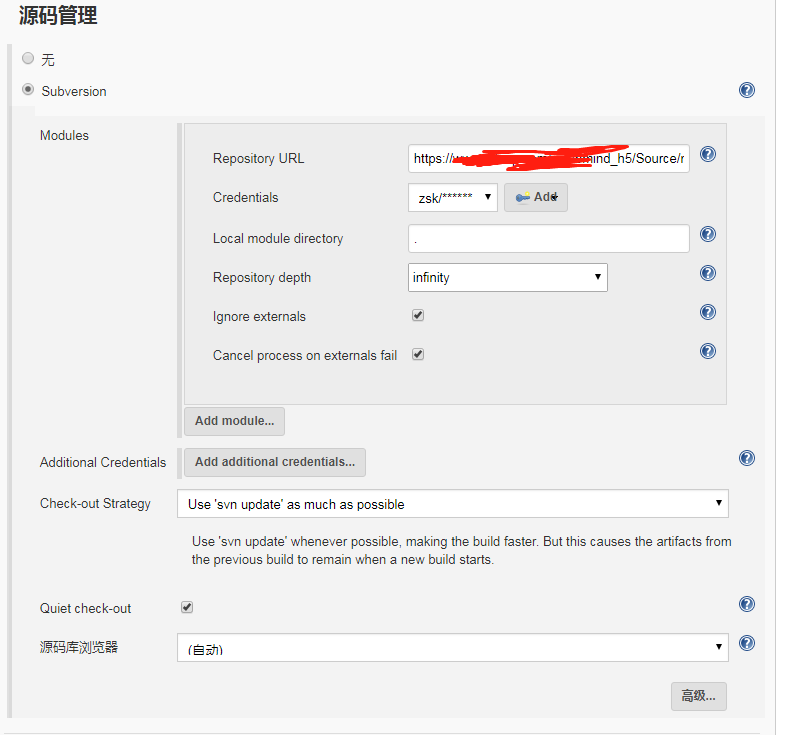 源码管理
无
Subversion
Modules
Repository URL
https:// mind_h5/Source/r
Credentials
zsk/******
Add
Local module directory
.
Repository depth
infinity
Ignore externals
Cancel process on externals fail
Add module...
Additional Credentials
Add additional credentials...
Check-out Strategy
Use 'svn update' as much as possible
Use 'svn update' whenever possible, making the build faster. But this causes the artifacts from
the previous build to remain when a new build starts.
Quiet check-out
源码库浏览器
(自动)
高级...